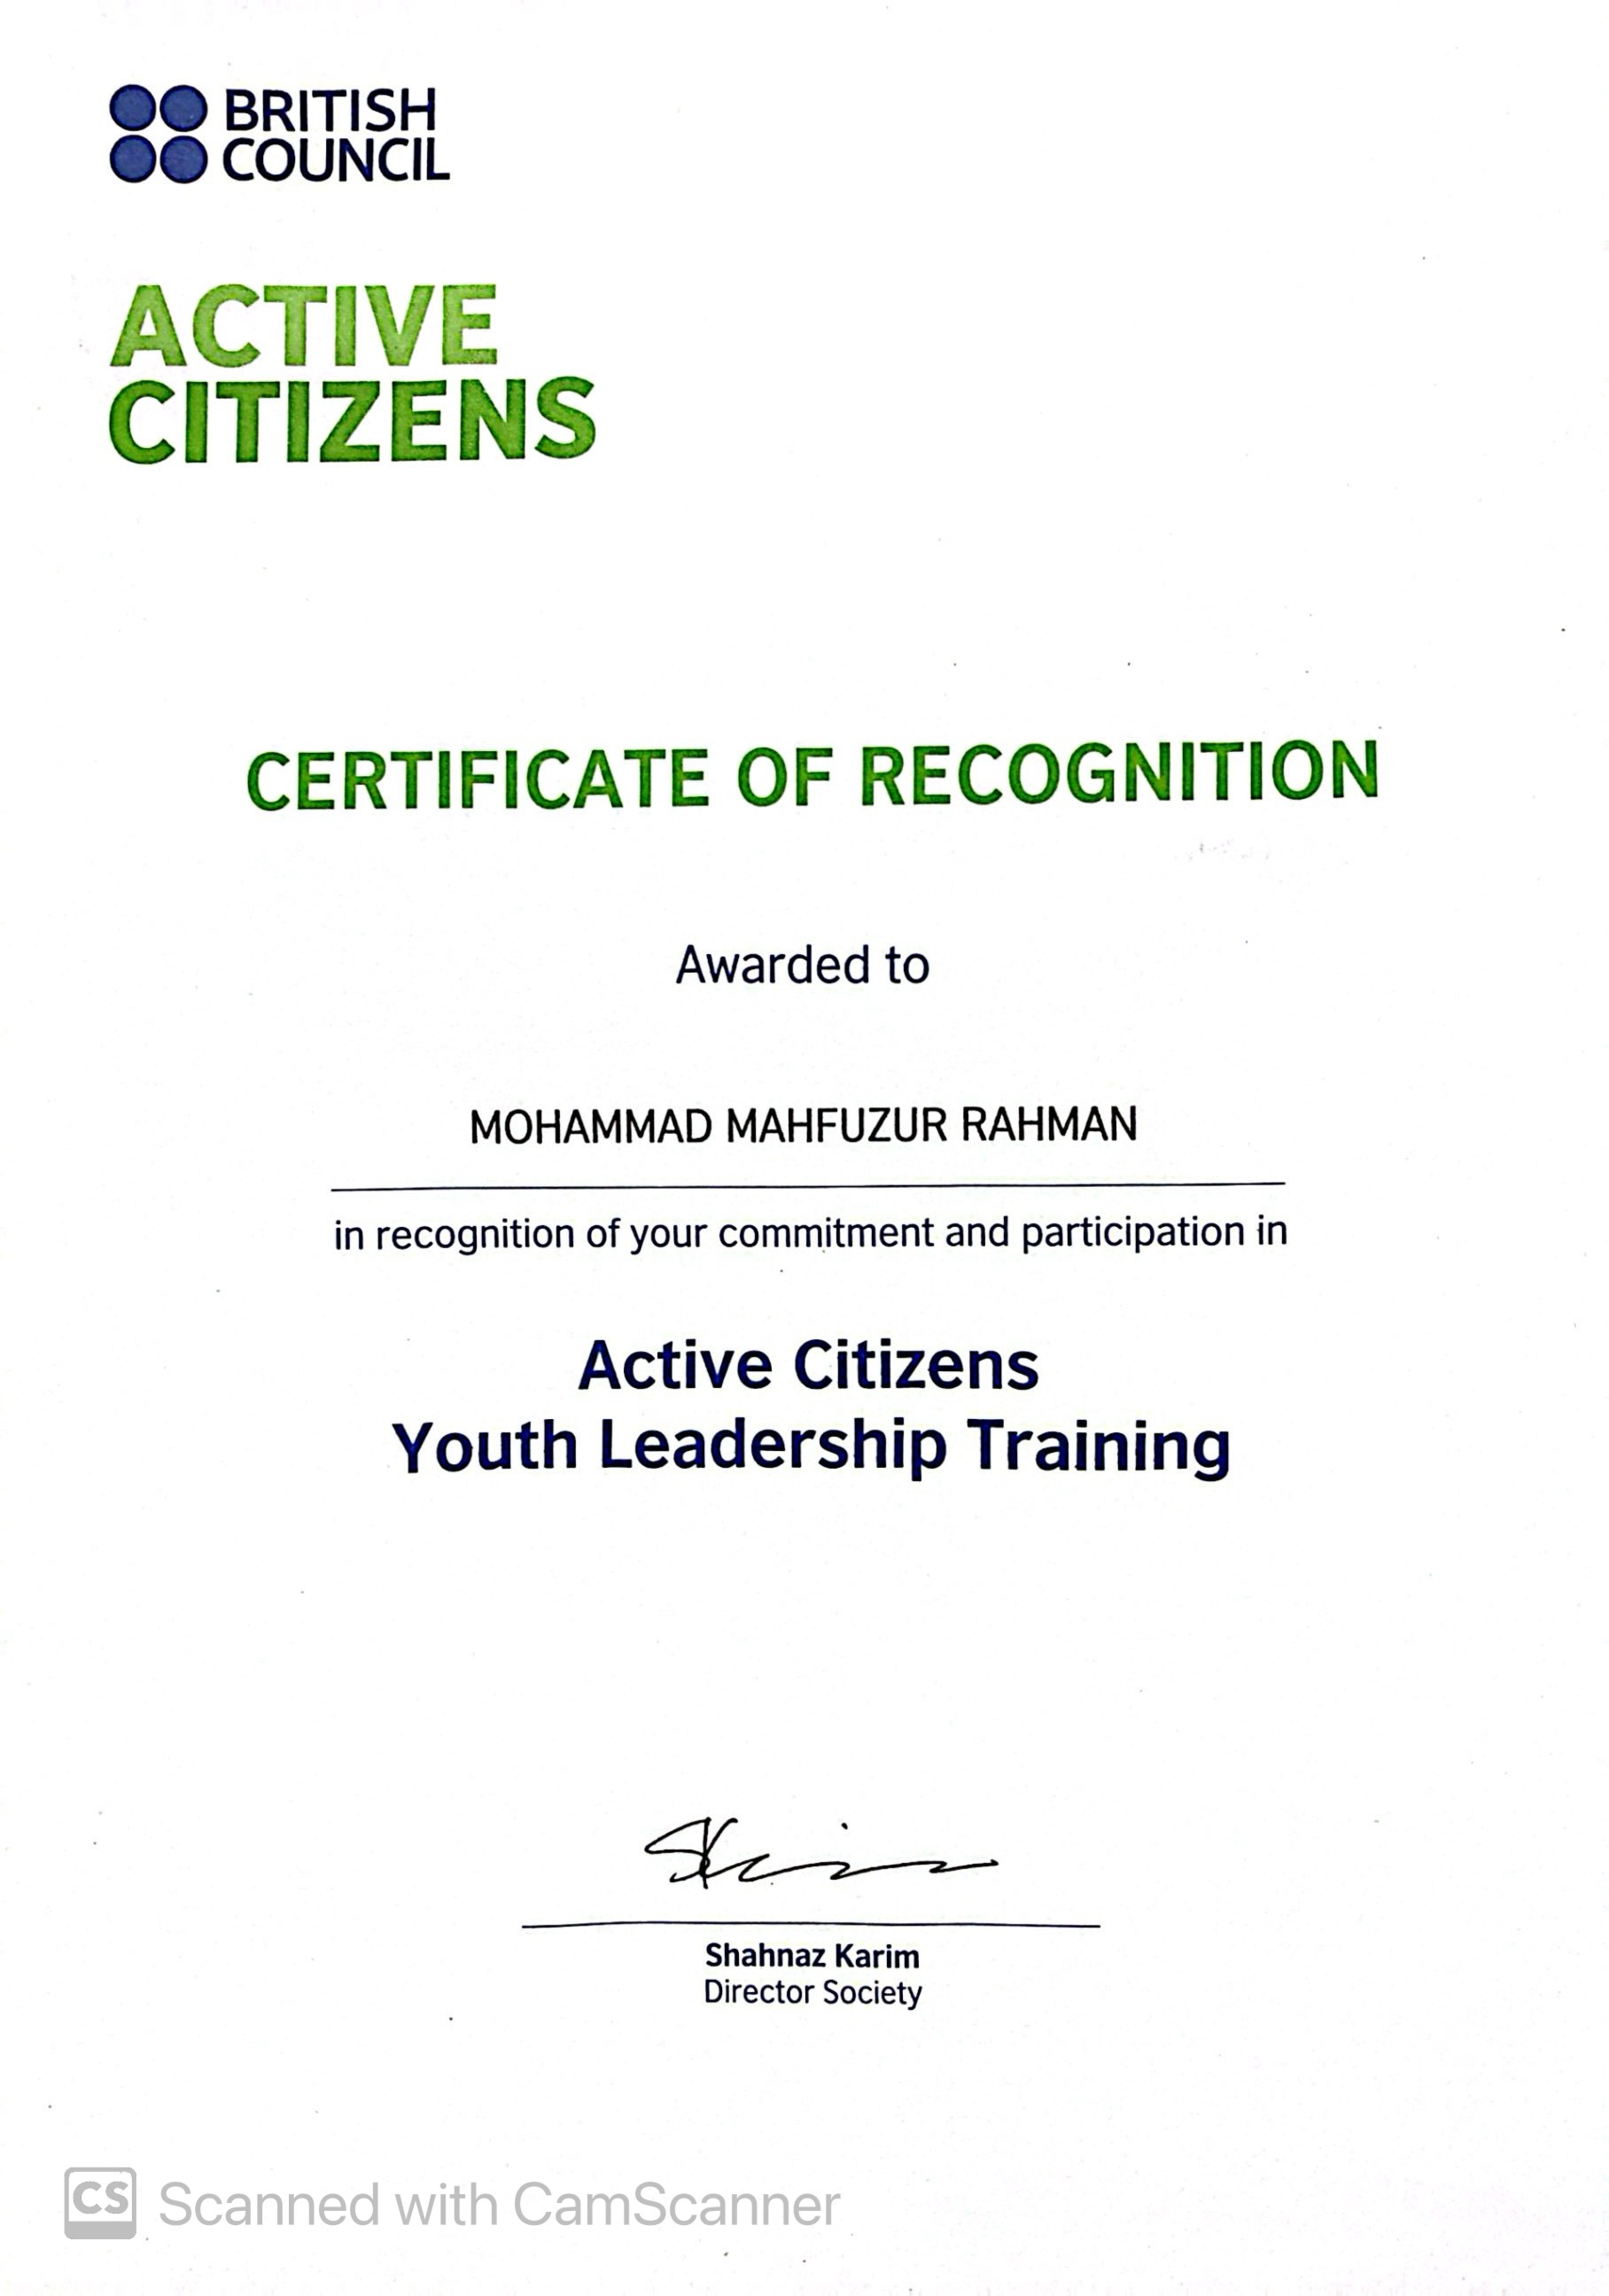 BRITISH
COUNCIL
ACTIVE
CITIZENS
CERTIFICATE OF RECOGNITION
Awarded to
MOHAMMAD MAHFUZUR RAHMAN
in recognition of your commitment and participation in
Active Citizens
Youth Leadership Training
Shahnaz Karim
Director Society
CS Scanned with CamScanner